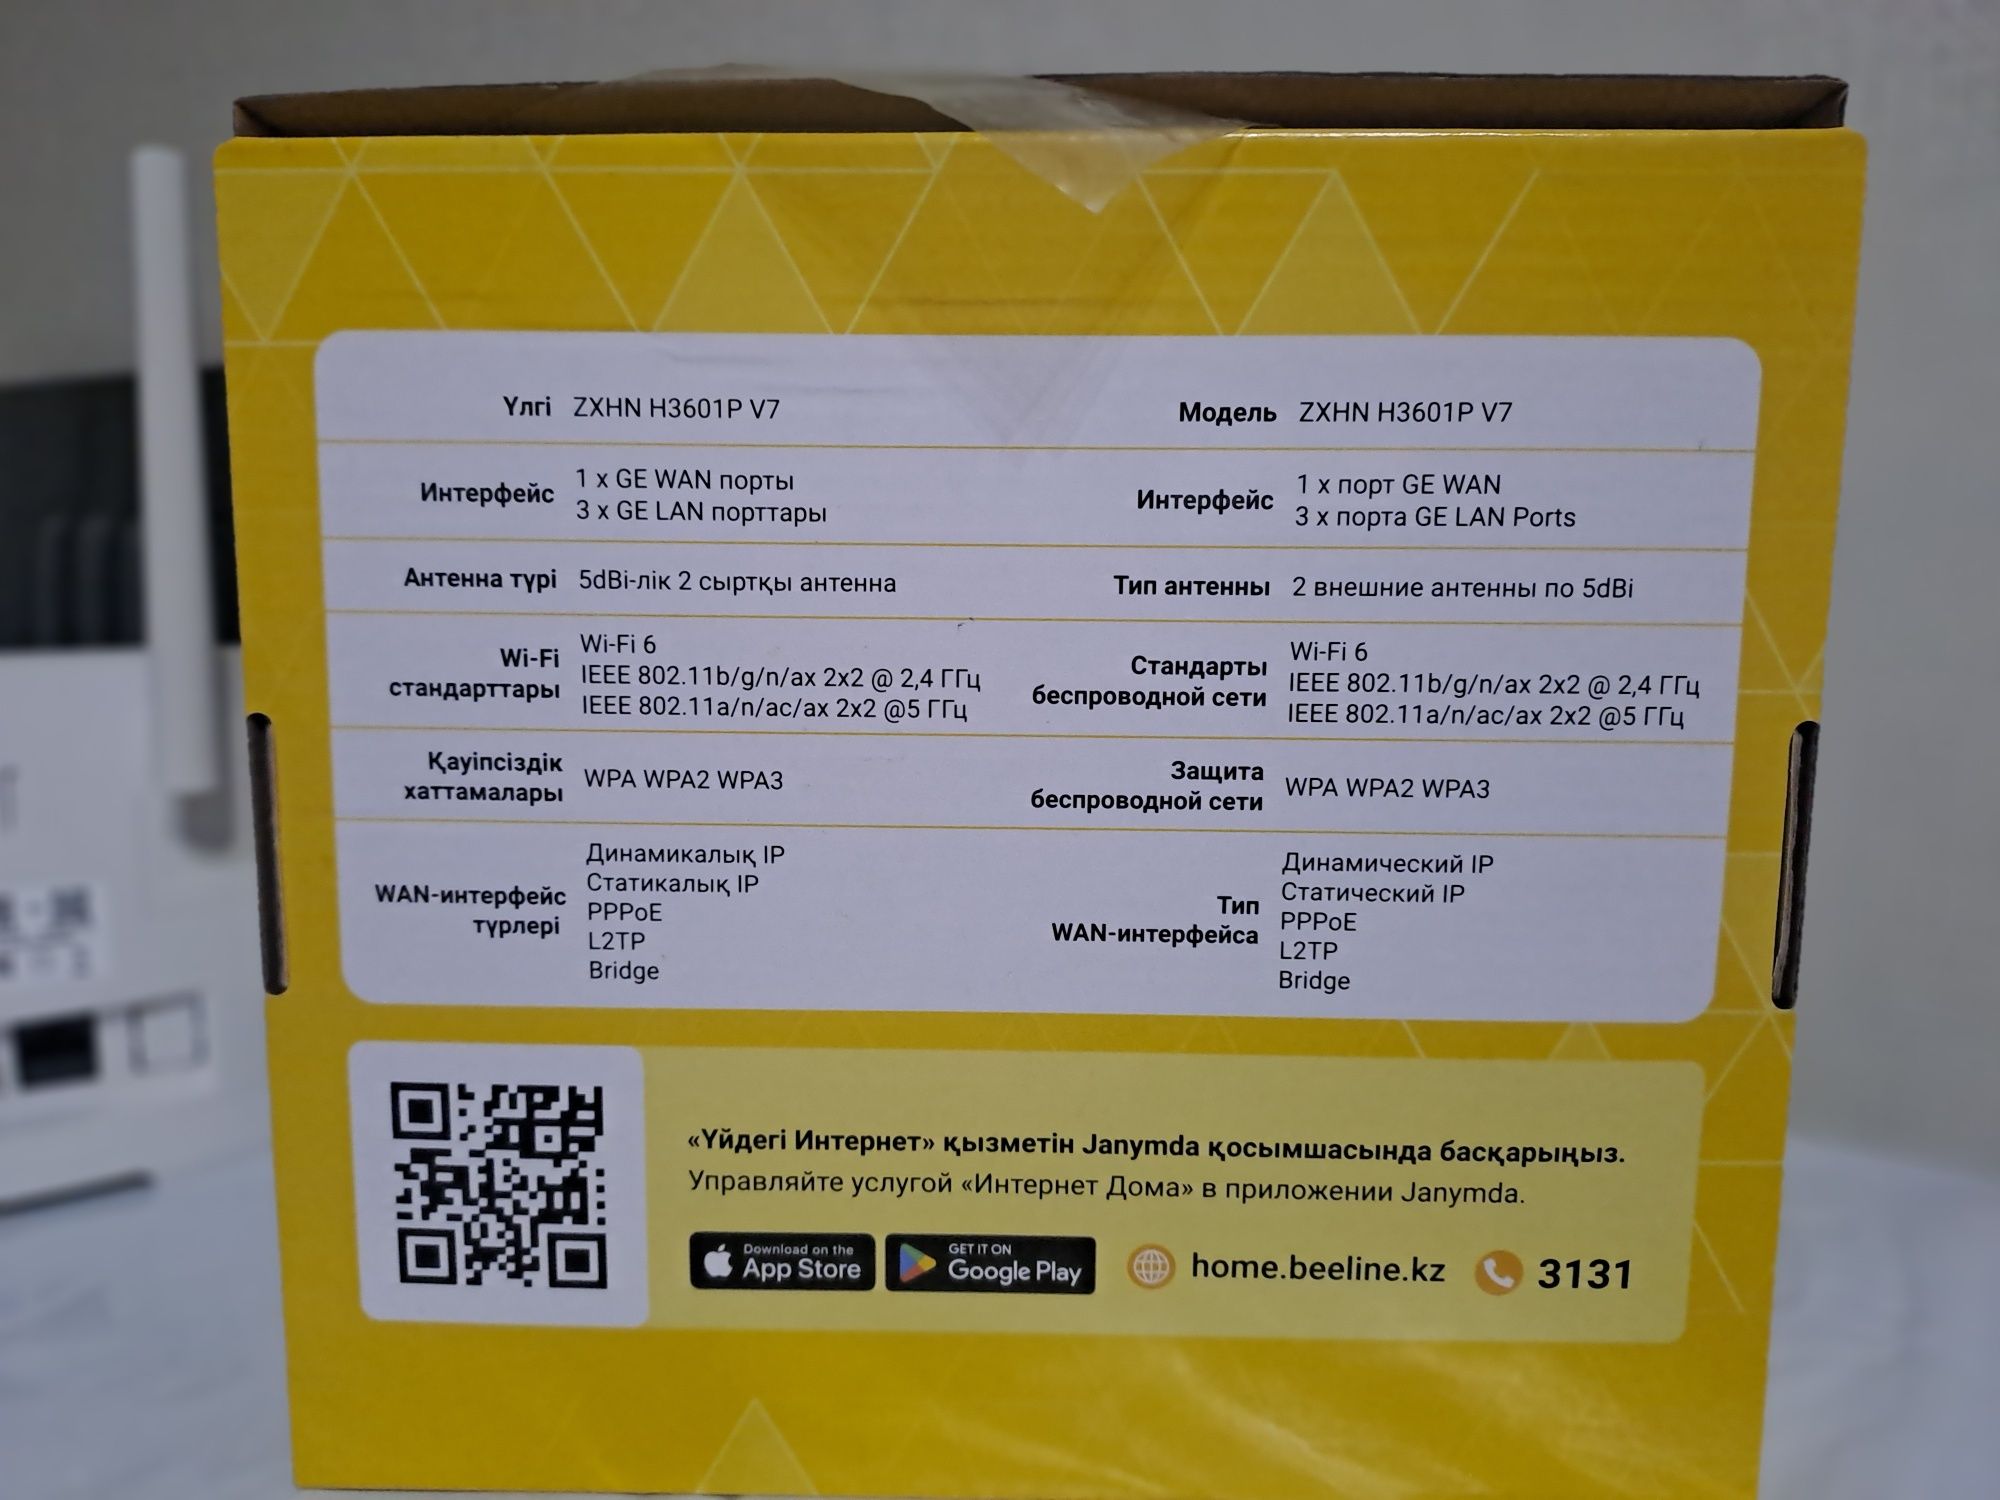 Үлгі ZXHN H3601P V7
Интерфейс 1 x GE WAN порты
3 x GE LAN порттары
Антенна түрі 5dBi-лік 2 сыртқы антенна
Wi-Fi стандарттары
Wi-Fi 6
IEEE 802.11b/g/n/ax 2x2 @ 2,4 ГГц
IEEE 802.11a/n/ac/ax 2x2 @5 ГГц
Қауіпсіздік
хаттамалары
WPA WPA2 WPA3
WAN-интерфейс
түрлері
Динамикалық IP
Статикалық IP
PPPoE
L2TP
Bridge
Модель ZXHN H3601P V7
Интерфейс 1 x порт GE WAN
3 x порта GE LAN Ports
Тип антенны 2 внешние антенны по 5dBi
Стандарты
беспроводной сети
Wi-Fi 6
IEEE 802.11b/g/n/ax 2x2 @ 2,4 ГГц
IEEE 802.11a/n/ac/ax 2x2 @5 ГГц
Защита
беспроводной сети
WPA WPA2 WPA3
Тип
WAN-интерфейса
Динамический IP
Статический IP
PPPoE
L2TP
Bridge
«Үйдегі Интернет» қызметін Janymda қосымшасында басқарыңыз.
Управляйте услугой «Интернет Дома» в приложении Janymda.
Download on the
App Store
GET IT ON
Google Play
home.beeline.kz
3131